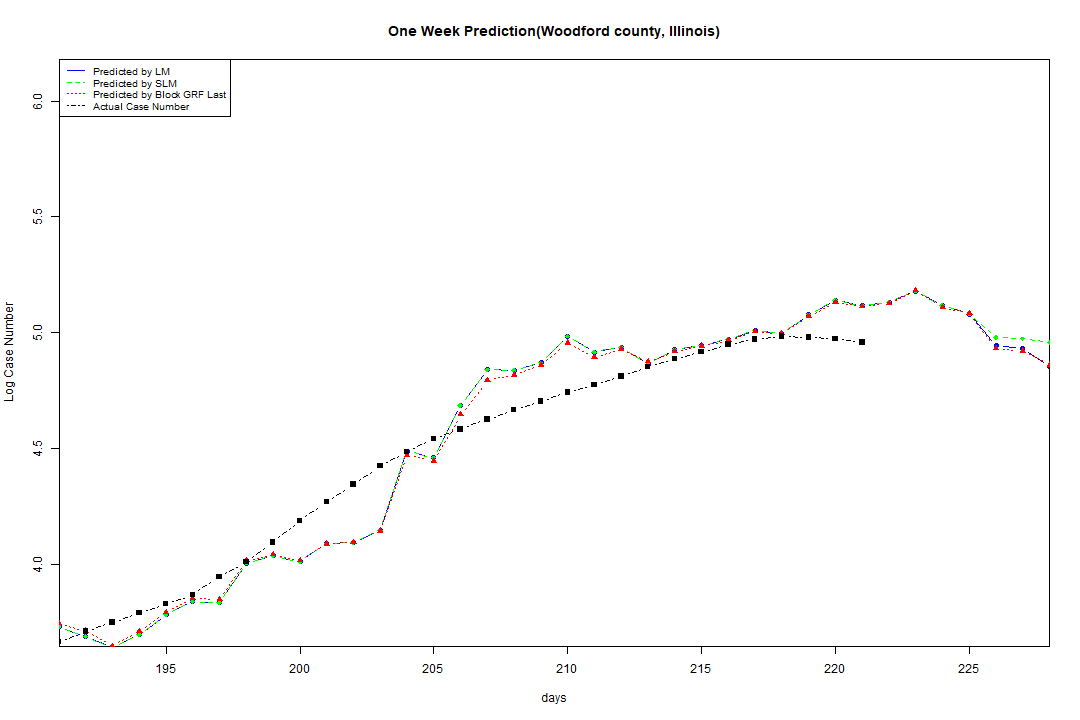 One Week Prediction(Woodford county, Illinois)
Predicted by LM
Predicted by SLM
Predicted by Block GRF Last
Actual Case Number
6.0
5.5
5.0
4.5
4.0
Log Case Number
195 200 205 210 215 220 225
days